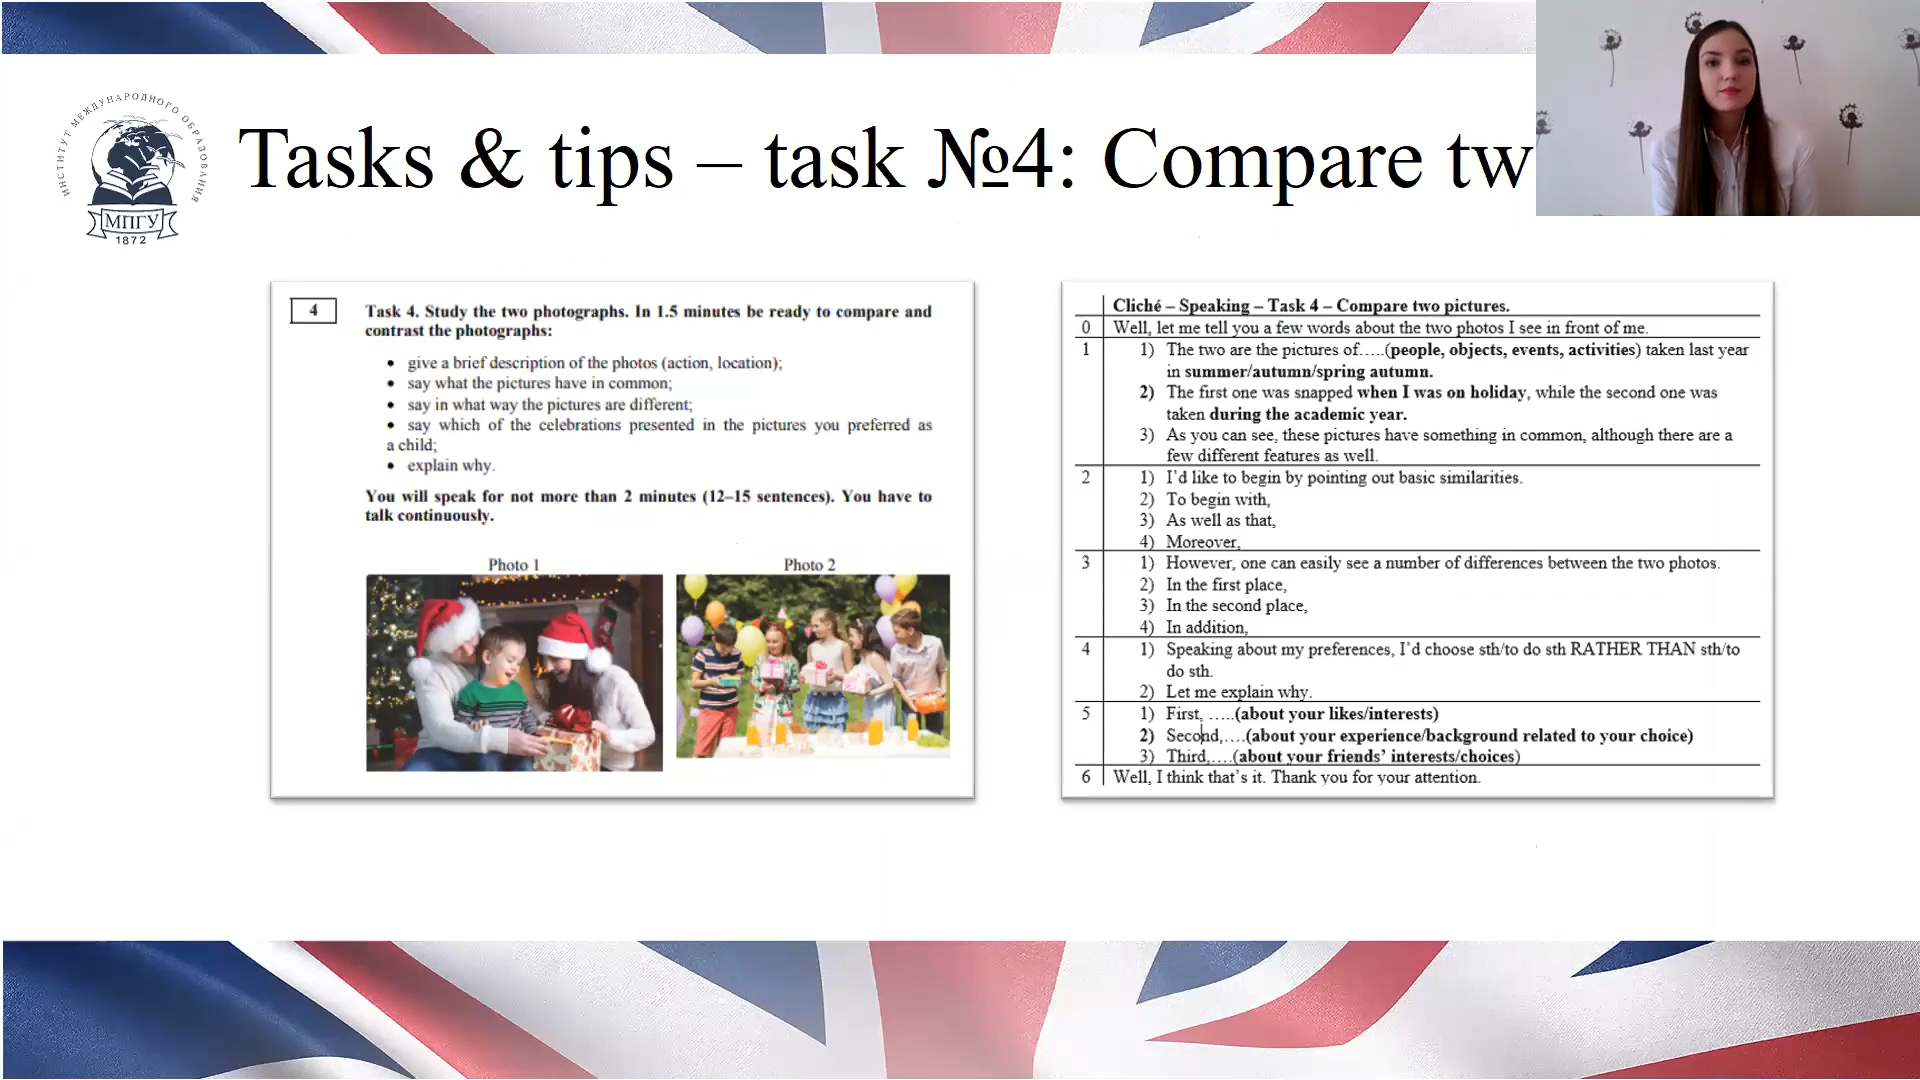 ИНСТИТУТ МЕЖДУНАРОДНОГО ОБРАЗОВАНИЯ
МПГУ
1872
Tasks & tips – task №4: Compare tw
4
Task 4. Study the two photographs. In 1.5 minutes be ready to compare and
contrast the photographs:
• give a brief description of the photos (action, location);
• say what the pictures have in common;
• say in what way the pictures are different;
• say which of the celebrations presented in the pictures you preferred as
a child;
• explain why.
You will speak for not more than 2 minutes (12–15 sentences). You have to
talk continuously.
Photo 1
Photo 2
Cliché – Speaking – Task 4 – Compare two pictures.
0 Well, let me tell you a few words about the two photos I see in front of me.
1 1) The two are the pictures of…..(people, objects, events, activities) taken last year
in summer/autumn/spring autumn.
2) The first one was snapped when I was on holiday, while the second one was
taken during the academic year.
3) As you can see, these pictures have something in common, although there are a
few different features as well.
2 1) I’d like to begin by pointing out basic similarities.
2) To begin with,
3) As well as that,
4) Moreover,
3 1) However, one can easily see a number of differences between the two photos.
2) In the first place,
3) In the second place,
4) In addition,
4 1) Speaking about my preferences, I’d choose sth/to do sth RATHER THAN sth/to
do sth.
2) Let me explain why.
5 1) First, …..(about your likes/interests)
2) Second,….(about your experience/background related to your choice)
3) Third,….(about your friends’ interests/choices)
6 Well, I think that’s it. Thank you for your attention.